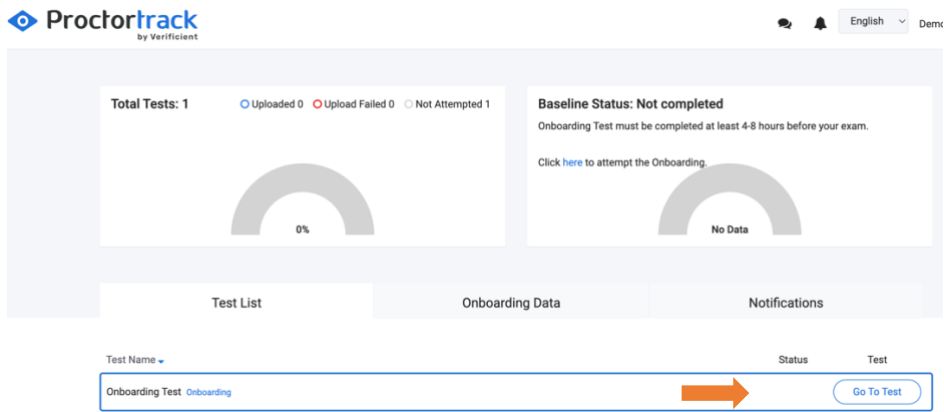 Proctortrack
by Verificient
English
Demo
Total Tests: 1
Uploaded 0 Upload Failed 0 Not Attempted 1
0%
Baseline Status: Not completed
Onboarding Test must be completed at least 4-8 hours before your exam.
Click here to attempt the Onboarding.
No Data
Test List Onboarding Data Notifications
Test Name Status Test
Onboarding Test Onboarding Go To Test